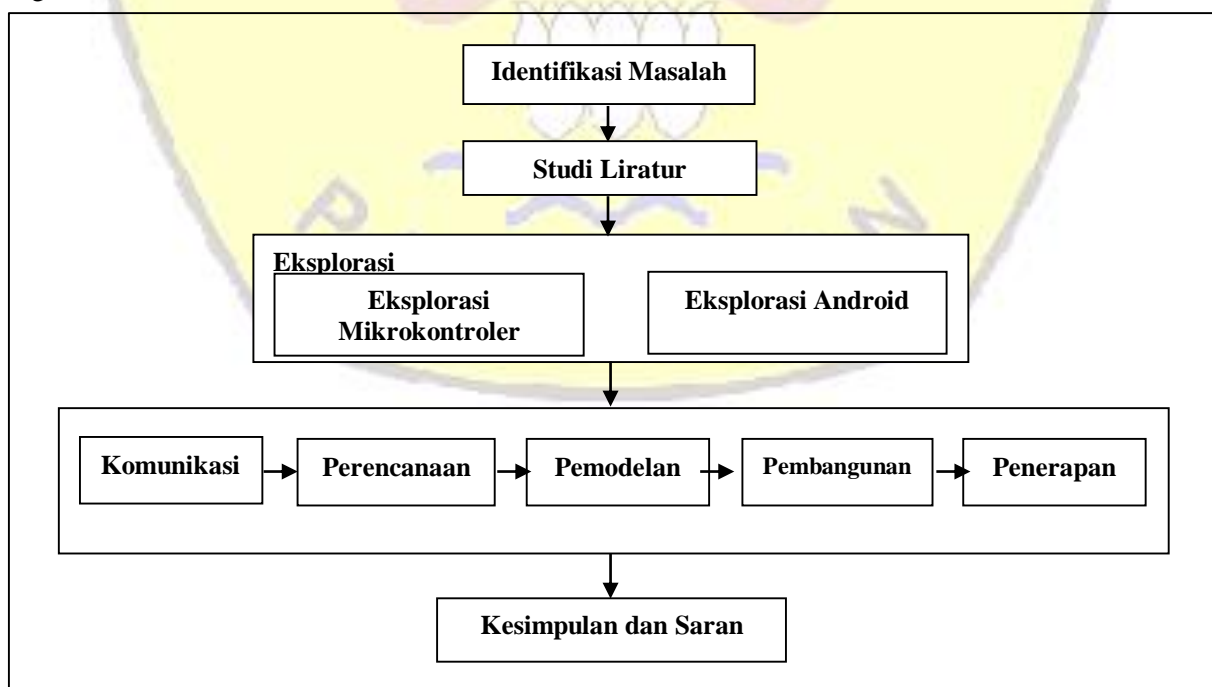 Identifikasi Masalah
Studi Liratur
Eksplorasi
Eksplorasi
Mikrokontroler
Eksplorasi Android
Komunikasi
Perencanaan
Pemodelan
Pembangunan
Penerapan
Kesimpulan dan Saran
P
N